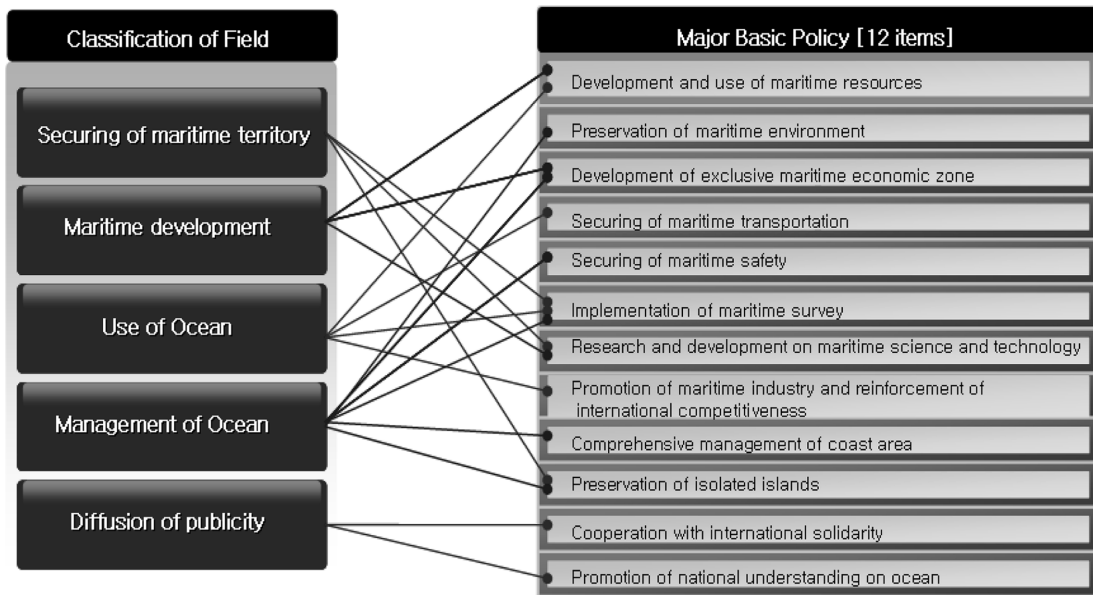 Classification of Field
Securing of maritime territory
Maritime development
Use of Ocean
Management of Ocean
Diffusion of publicity
Major Basic Policy [12 items]
Development and use of maritime resources
Preservation of maritime environment
Development of exclusive maritime economic zone
Securing of maritime transportation
Securing of maritime safety
Implementation of maritime survey
Research and development on maritime science and technology
Promotion of maritime industry and reinforcement of
international competitiveness
Comprehensive management of coast area
Preservation of isolated islands
Cooperation with international solidarity
Promotion of national understanding on ocean